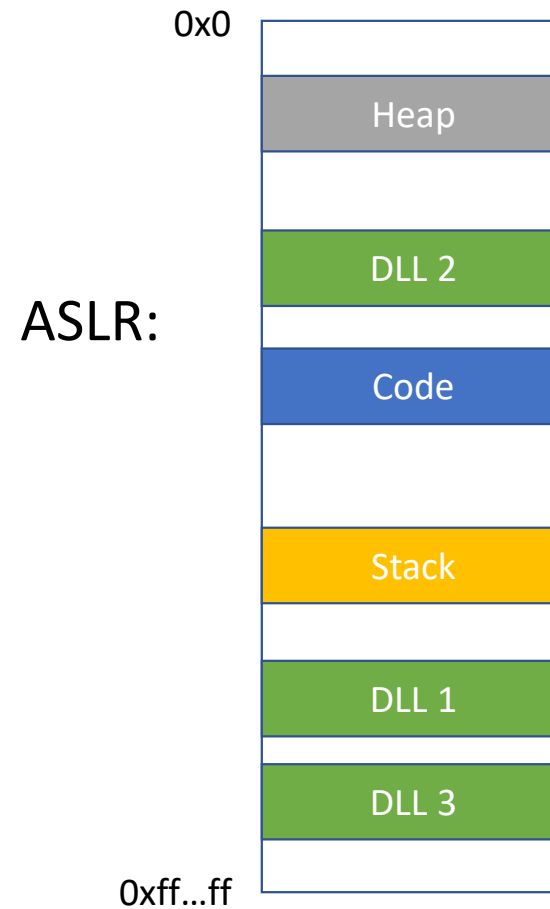 0x0
Heap
DLL 2
ASLR:
Code
Stack
DLL 1
DLL 3
0xff...ff